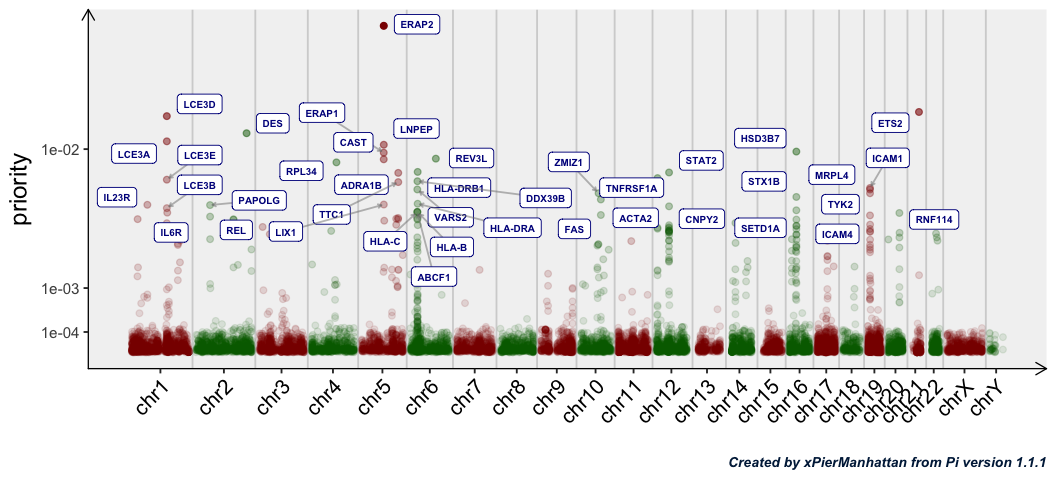 ERAP2
LCE3D
ERAP1
ETS2
DES
LNPEP
HSD3B7
CAST
LCE3A
LCE3E
REV3L
ZMIZ1
STAT2
ICAM1
RPL34
MRPL4
LCE3B
ADRA1B
HLA-DRB1
TNFRSF1A
STX1B
IL23R
PAPOLG
DDX39B
TYK2
TTC1
VARS2
ACTA2
CNPY2
RNF114
IL6R
REL
LIX1
HLA-DRA
FAS
SETD1A
ICAM4
HLA-C
HLA-B
ABCF1
priority
1e-02
1e-03
1e-04
chr1
chr2
chr3
chr4
chr5
chr6
chr7
chr8
chr9
chr10
chr11
chr12
chr13
chr14
chr15
chr16
chr17
chr18
chr19
chr20
chr21
chr22
chrX
chrY
Created by xPierManhattan from Pi version 1.1.1